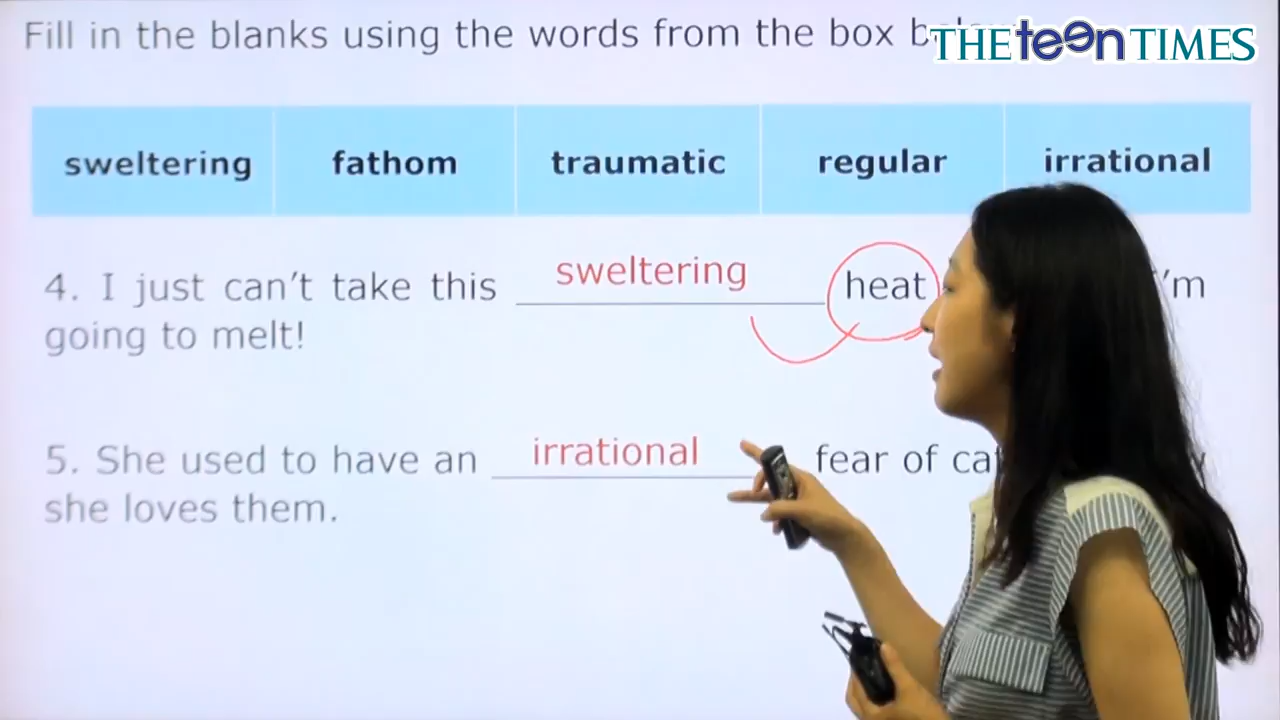 Fill in the blanks using the words from the box
THE teen TIMES
sweltering fathom traumatic regular irrational
4. I just can't take this sweltering heat I'm
going to melt!
5. She used to have an irrational fear of
she loves them.